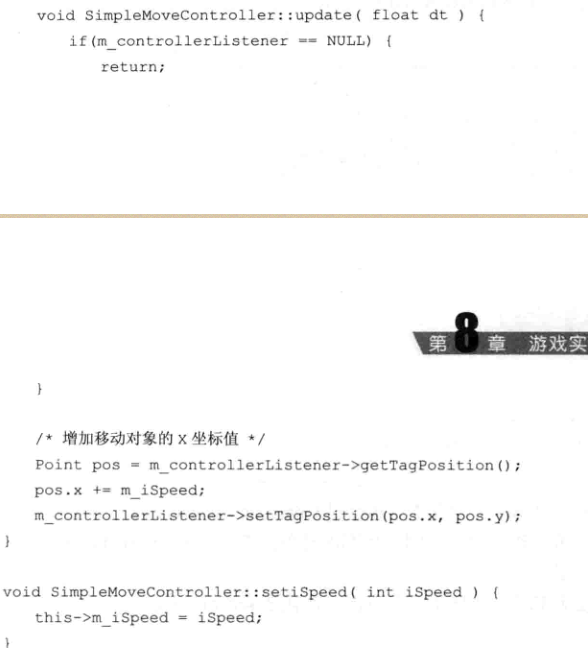 void SimpleMoveController::update( float dt ) {
if(m_controllerListener == NULL) {
return;
第8章 游戏实
}
/* 增加移动对象的 X 坐标值 */
Point pos = m_controllerListener->getTagPosition();
pos.x += m_iSpeed;
m_controllerListener->setTagPosition(pos.x, pos.y);
}
void SimpleMoveController::setiSpeed( int iSpeed ) {
this->m_iSpeed = iSpeed;
}